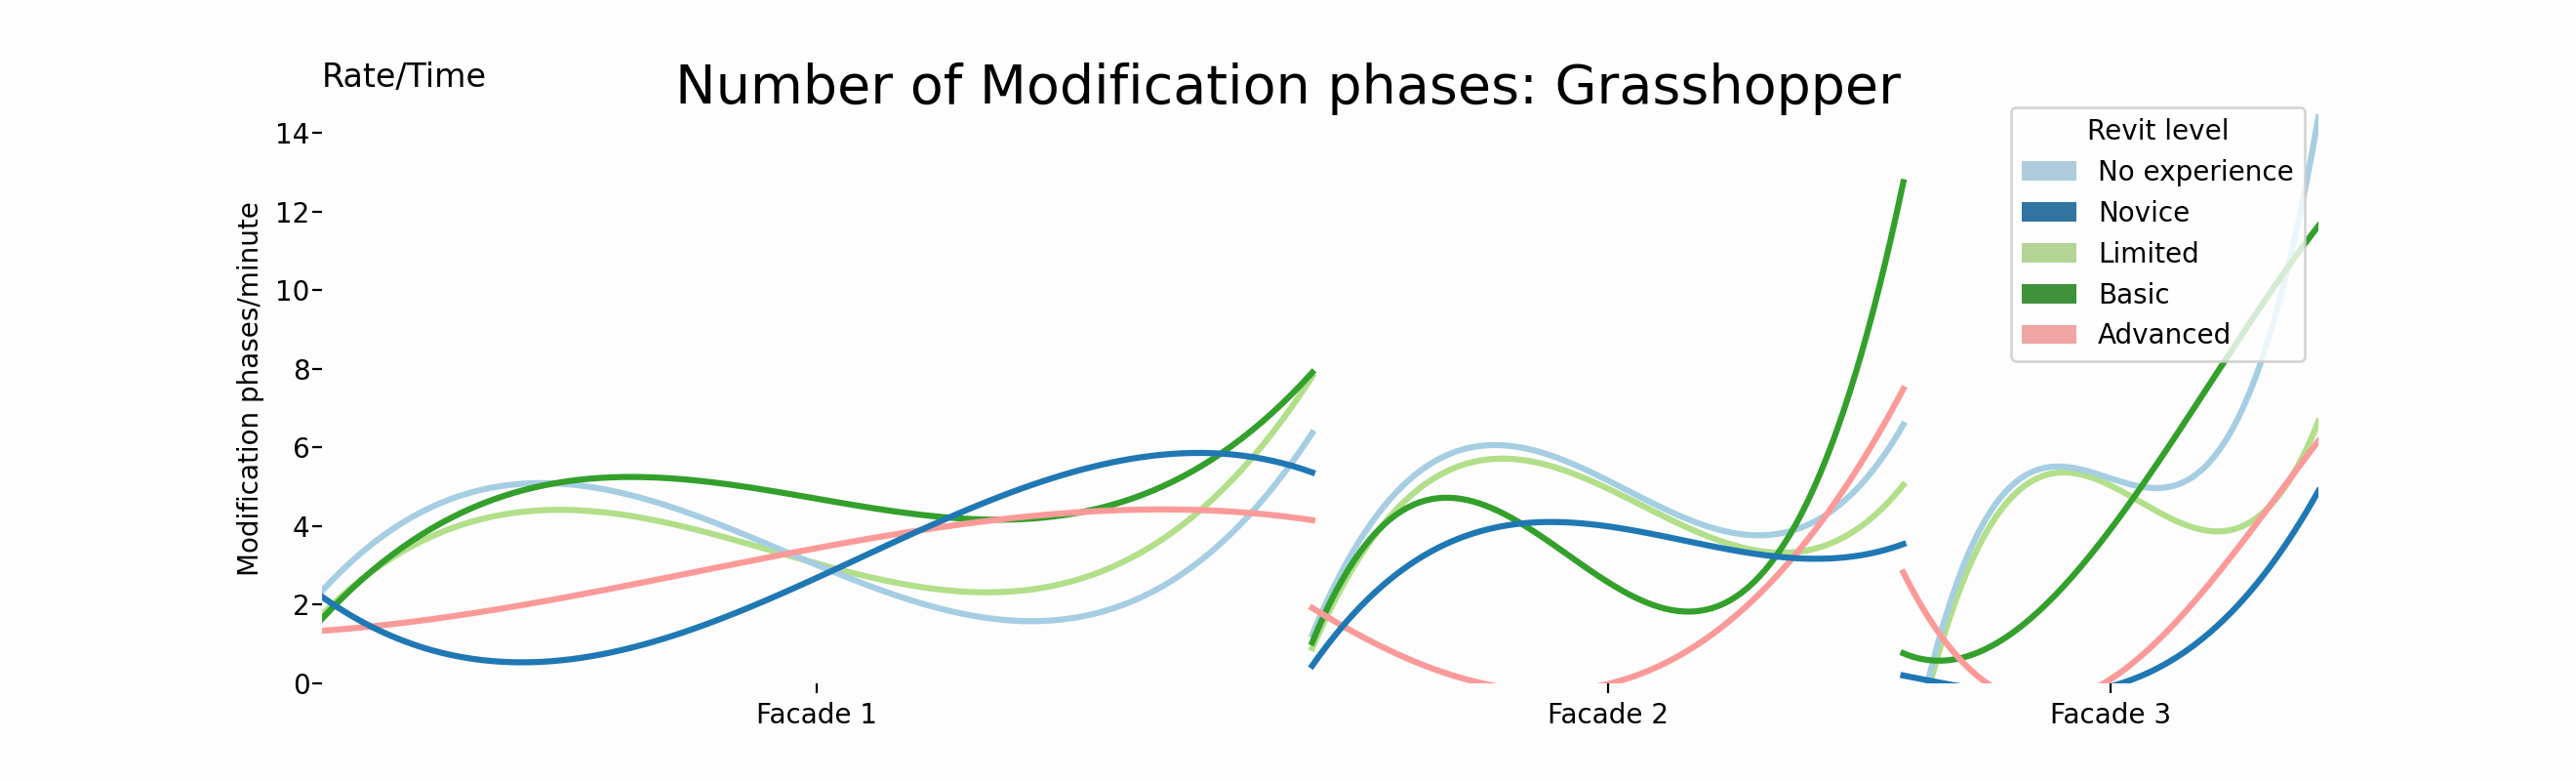 Rate/Time
Number of Modification phases: Grasshopper
Modification phases/minute
14
12
10
8
6
4
2
0
Facade 1
Facade 2
Facade 3
Revit level
No experience
Novice
Limited
Basic
Advanced